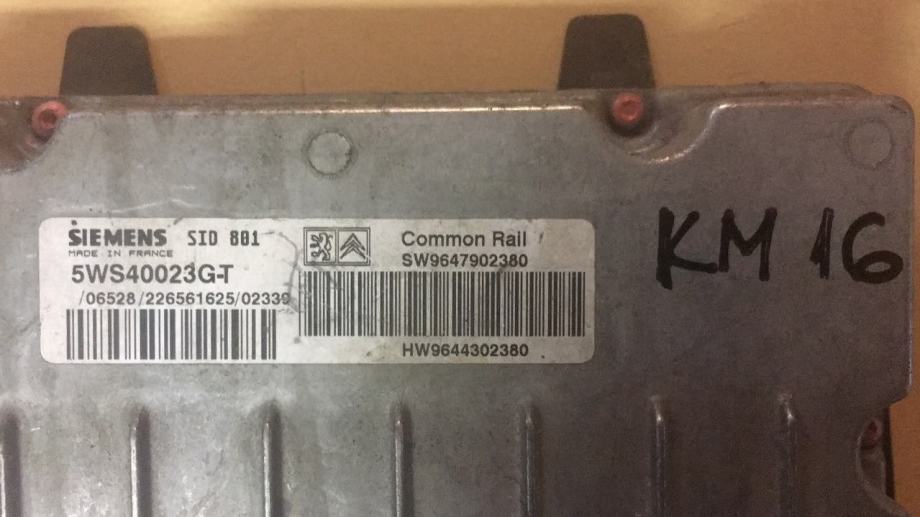 SIEMENS SID 801
MADE IN FRANCE
5WS40023G-T
/06528/226561625/02339
Common Rail
SW9647902380
HW9644302380
KM 16